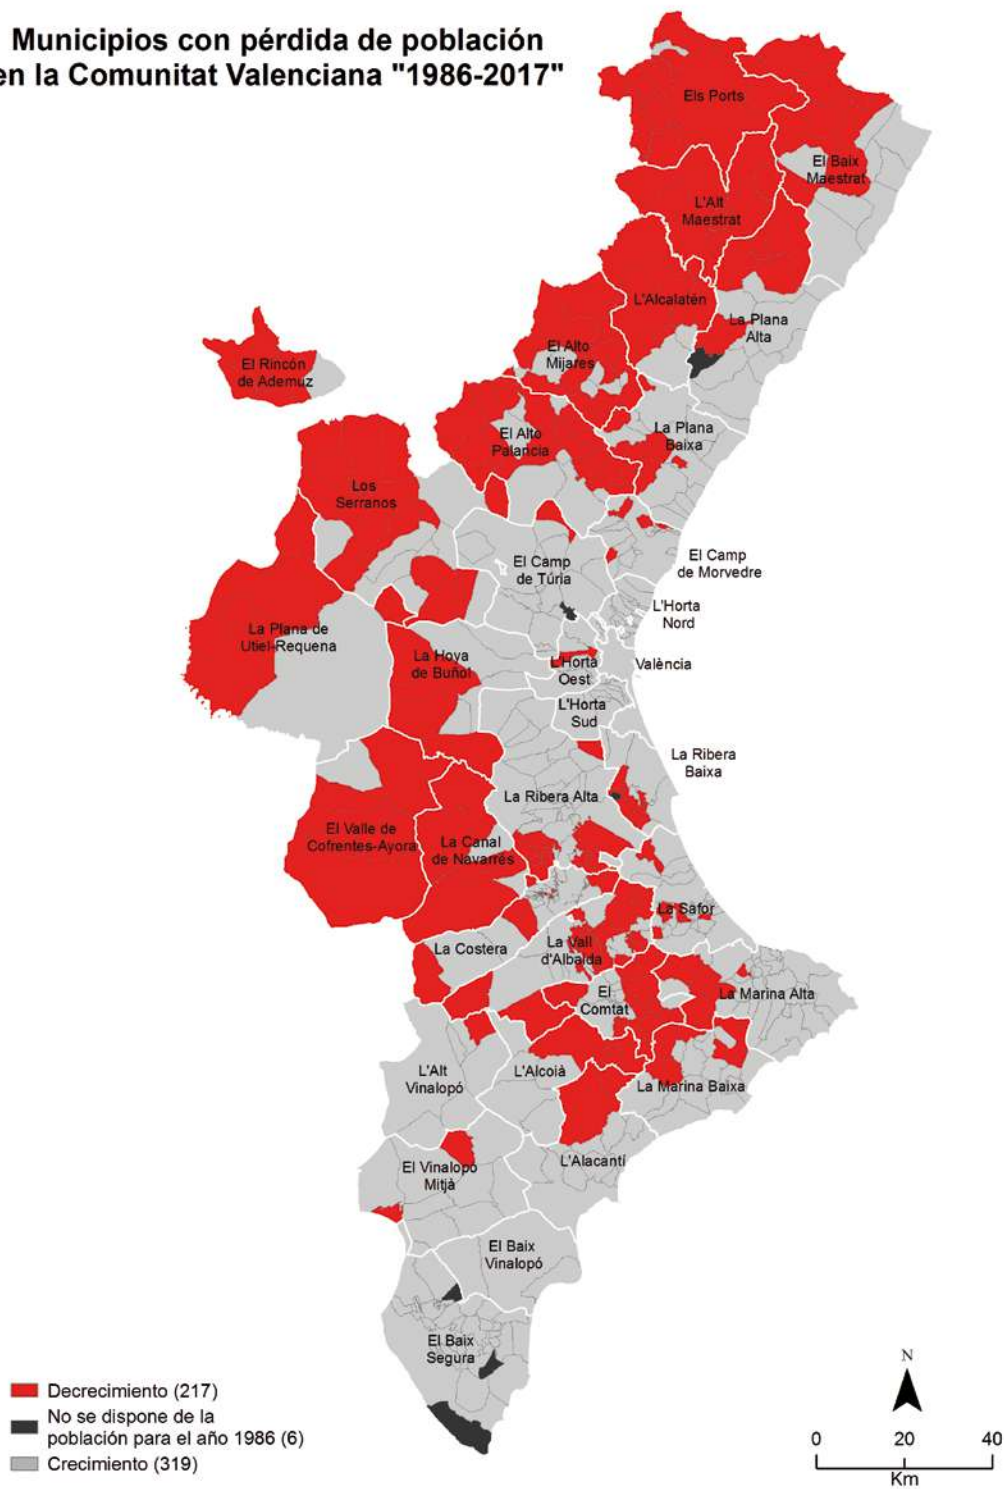 Municipios con pérdida de población
en la Comunitat Valenciana "1986-2017"
Els Ports
El Baix
Maestrat
L'Alt
Maestrat
L'Alcalatén
La Plana
Alta
El Alto
Mijares
El Rincón
de Ademuz
La Plana
Baixa
El Alto
Palancia
Los
Serranos
El Camp
de Morvedre
El Camp
de Túria
L'Horta
Nord
La Plana de
Utiel-Requena
La Hoya
de Buñol
L'Horta
Oest
València
L'Horta
Sud
La Ribera
Baixa
La Ribera Alta
El Valle de
Cofrentes-Ayora
La Canal
de Navarrés
La Safor
La Costera
La Vall
d'Albaida
El
Comtat
La Marina Alta
L'Alt
Vinalopó
L'Alcoià
La Marina Baixa
L'Alacantí
El Vinalopó
Mitjà
El Baix
Vinalopó
El Baix
Segura
Decrecimiento (217)
No se dispone de la
población para el año 1986 (6)
Crecimiento (319)
N
0 20 40
Km